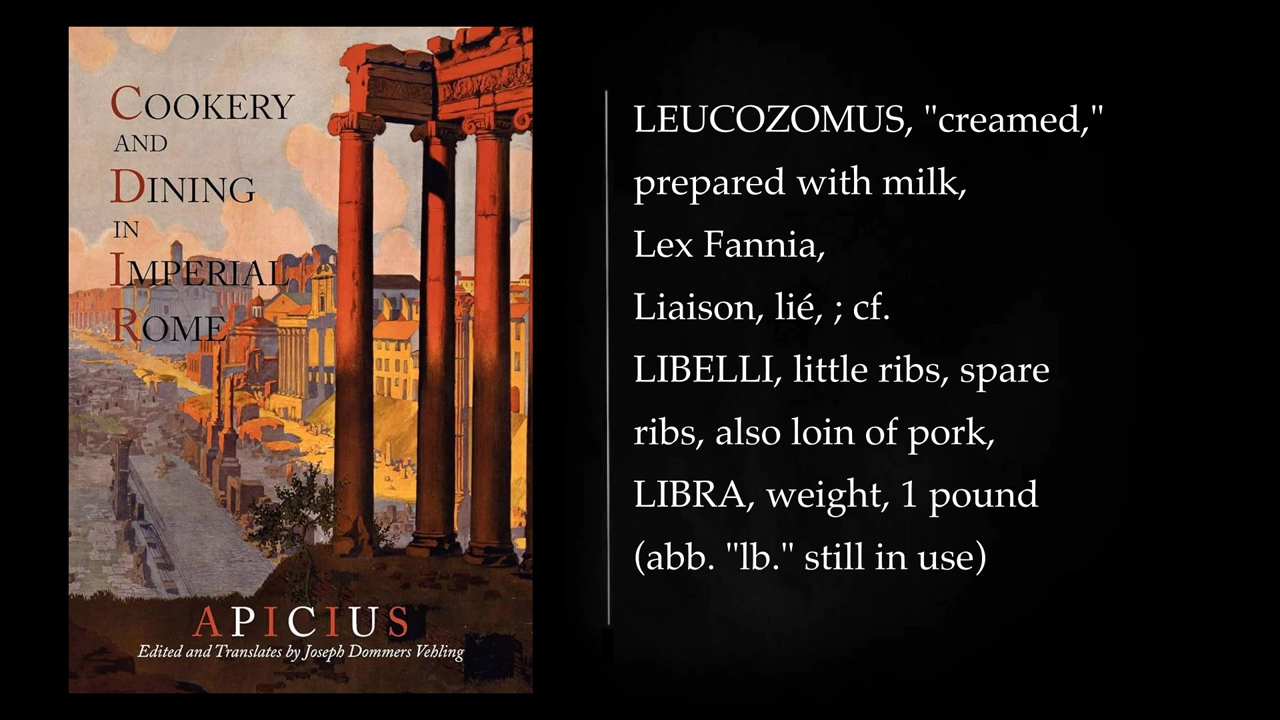 COOKERY
AND
DINING
IN
IMPERIAL
ROME
APICIUS
Edited and Translates by Joseph Dommers Vehling
LEUCOZOMUS, "creamed,"
prepared with milk,
Lex Fannia,
Liaison, lié, ; cf.
LIBELLI, little ribs, spare
ribs, also loin of pork,
LIBRA, weight, 1 pound
(abb. "lb." still in use)